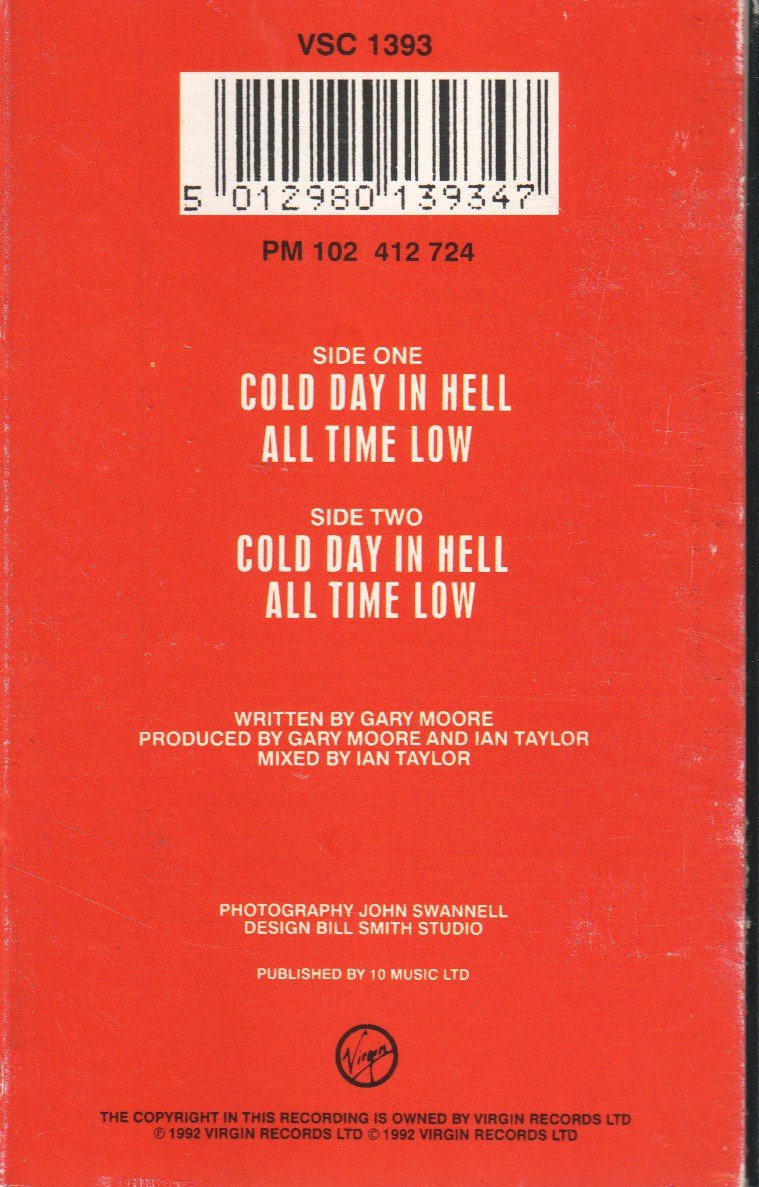 VSC 1393
5 012980 139347
PM 102 412 724
SIDE ONE
COLD DAY IN HELL
ALL TIME LOW
SIDE TWO
COLD DAY IN HELL
ALL TIME LOW
WRITTEN BY GARY MOORE
PRODUCED BY GARY MOORE AND IAN TAYLOR
MIXED BY IAN TAYLOR
PHOTOGRAPHY JOHN SWANNELL
DESIGN BILL SMITH STUDIO
PUBLISHED BY 10 MUSIC LTD
Virgin
THE COPYRIGHT IN THIS RECORDING IS OWNED BY VIRGIN RECORDS LTD
℗ 1992 VIRGIN RECORDS LTD © 1992 VIRGIN RECORDS LTD